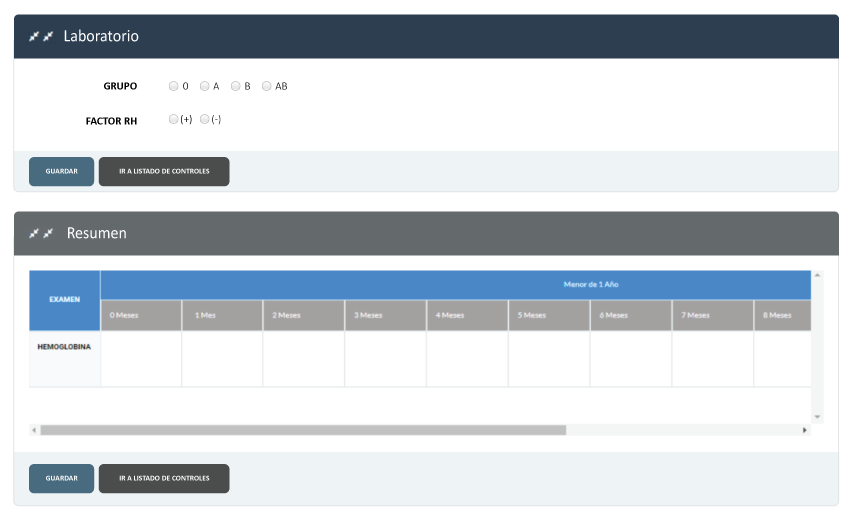 Laboratorio
GRUPO 0 A B AB
FACTOR RH (+) (-)
GUARDAR IR A LISTADO DE CONTROLES
Resumen
EXAMEN Menor de 1 Año
0 Meses 1 Mes 2 Meses 3 Meses 4 Meses 5 Meses 6 Meses 7 Meses 8 Meses
HEMOGLOBINA
GUARDAR IR A LISTADO DE CONTROLES